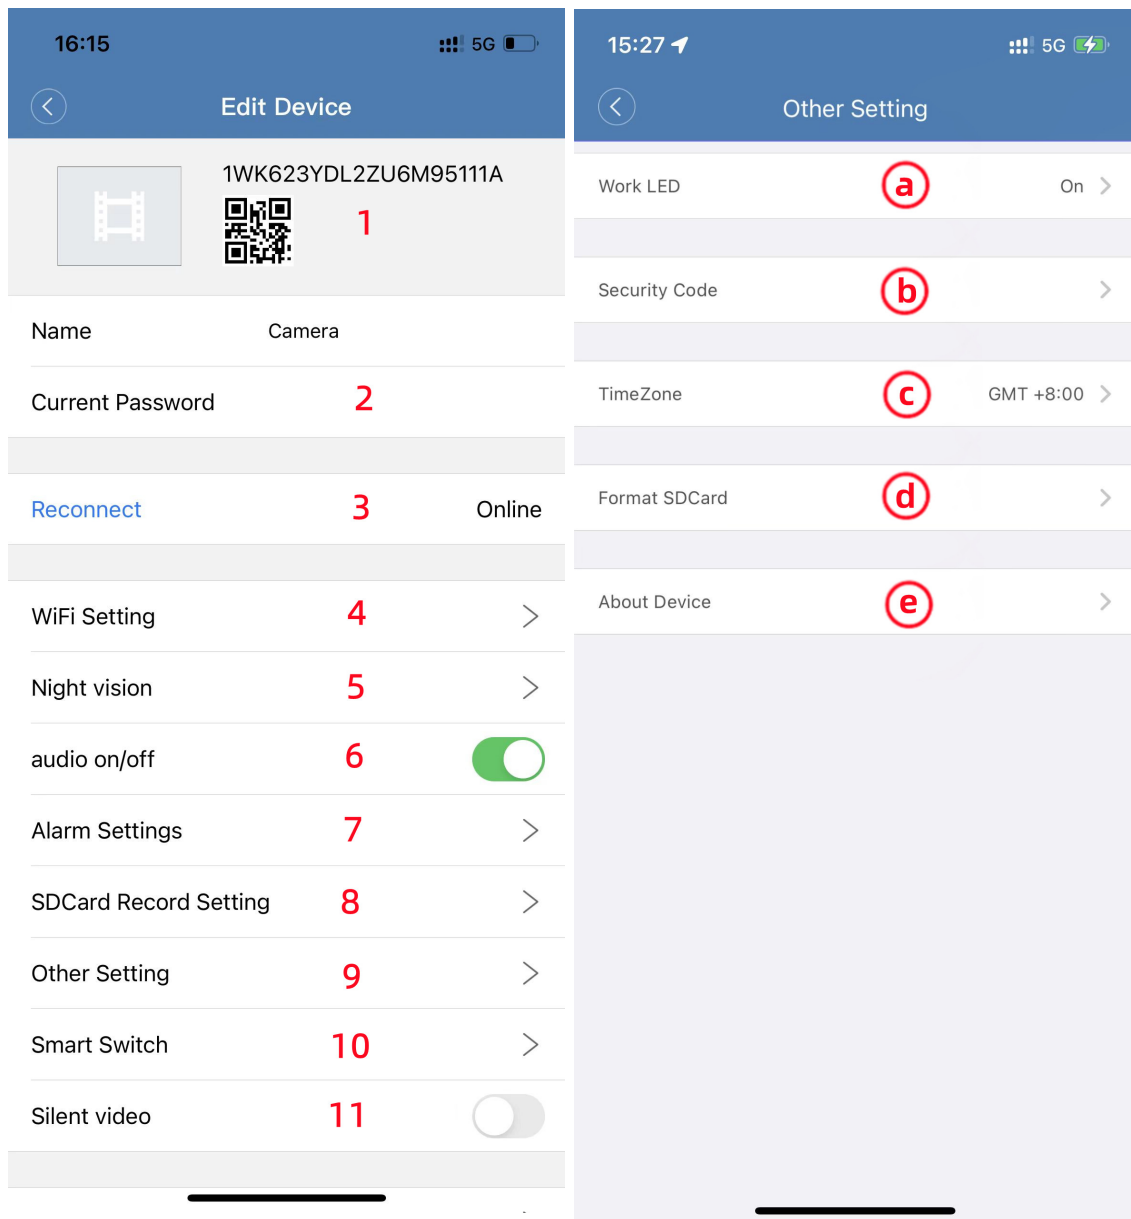 16:15
5G
Edit Device
1WK623YDL2ZU6M95111A
1
Name Camera
Current Password 2
Reconnect 3 Online
WiFi Setting 4
Night vision 5
audio on/off 6
Alarm Settings 7
SDCard Record Setting 8
Other Setting 9
Smart Switch 10
Silent video 11
15:27
5G
Other Setting
Work LED a On
Security Code b
TimeZone c GMT +8:00
Format SDCard d
About Device e